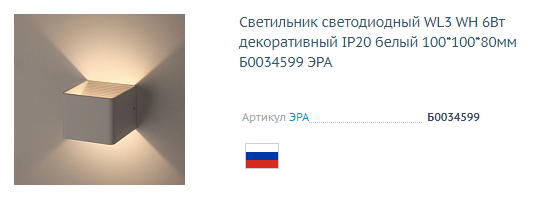 Светильник светодиодный WL3 WH 6Вт
декоративный IP20 белый 100*100*80мм
Б0034599 ЭРА
Артикул ЭРА Б0034599